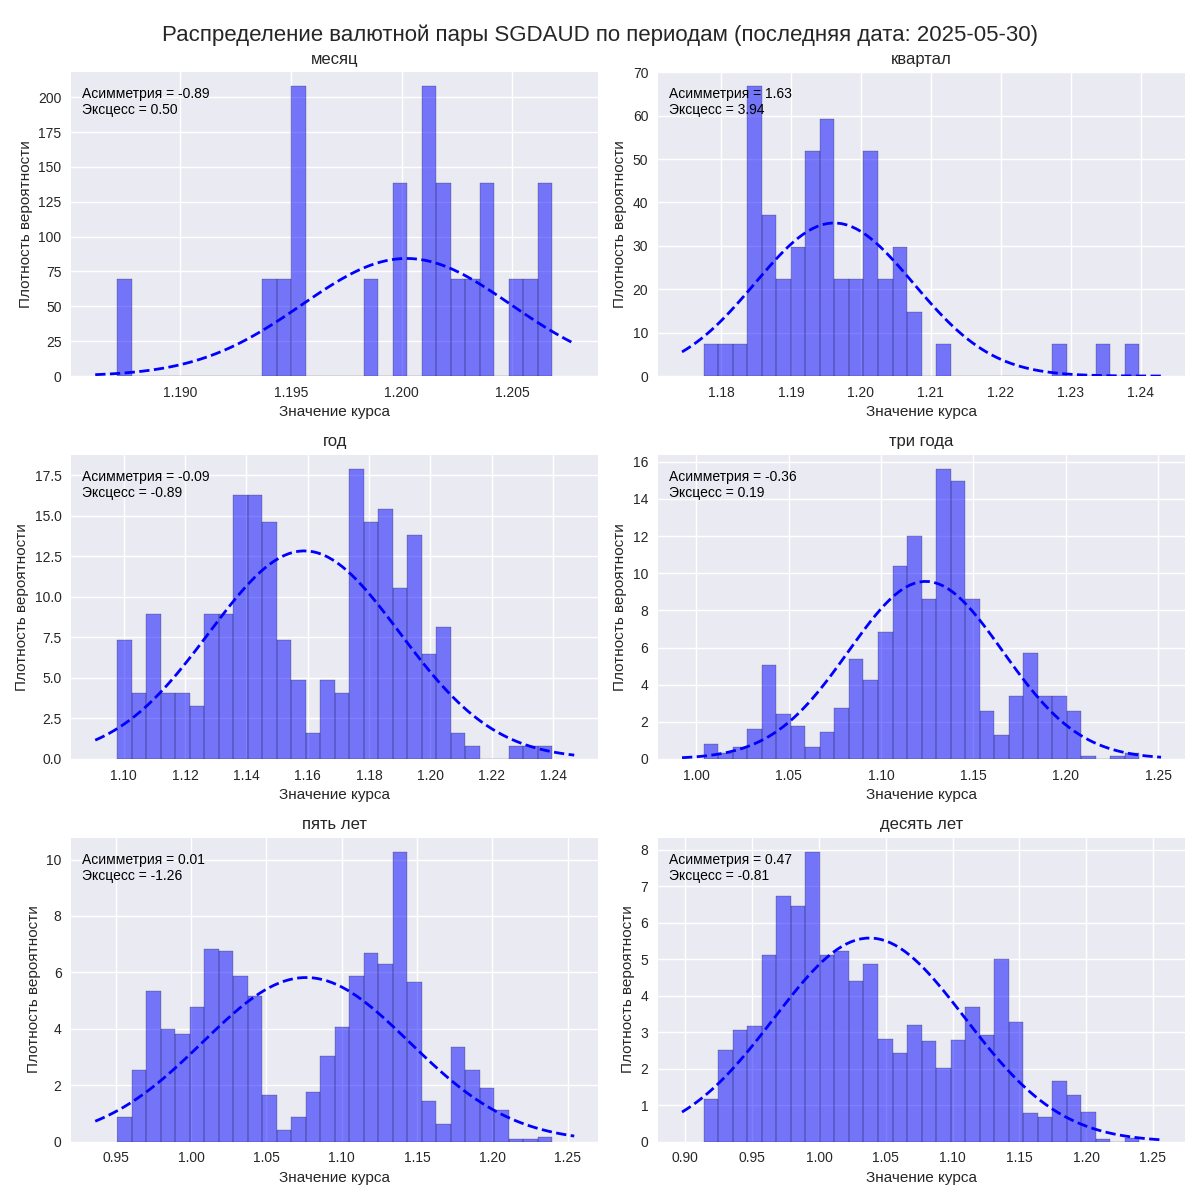 Распределение валютной пары SGDAUD по периодам (последняя дата: 2025-05-30)
месяц
Асимметрия = -0.89
Эксцесс = 0.50
Плотность вероятности
200
175
150
125
100
75
50
25
0
1.190 1.195 1.200 1.205
Значение курса
квартал
Асимметрия = 1.63
Эксцесс = 3.94
Плотность вероятности
70
60
50
40
30
20
10
0
1.18 1.19 1.20 1.21 1.22 1.23 1.24
Значение курса
год
Асимметрия = -0.09
Эксцесс = -0.89
Плотность вероятности
17.5
15.0
12.5
10.0
7.5
5.0
2.5
0.0
1.10 1.12 1.14 1.16 1.18 1.20 1.22 1.24
Значение курса
три года
Асимметрия = -0.36
Эксцесс = 0.19
Плотность вероятности
16
14
12
10
8
6
4
2
0
1.00 1.05 1.10 1.15 1.20 1.25
Значение курса
пять лет
Асимметрия = 0.01
Эксцесс = -1.26
Плотность вероятности
10
8
6
4
2
0
0.95 1.00 1.05 1.10 1.15 1.20 1.25
Значение курса
десять лет
Асимметрия = 0.47
Эксцесс = -0.81
Плотность вероятности
8
7
6
5
4
3
2
1
0
0.90 0.95 1.00 1.05 1.10 1.15 1.20 1.25
Значение курса